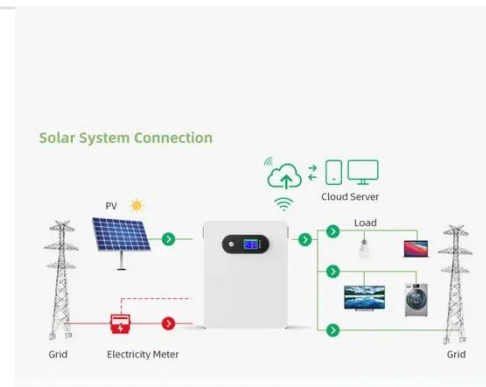 Solar System Connection
Cloud Server
PV
Load
Grid
Electricity Meter
Grid